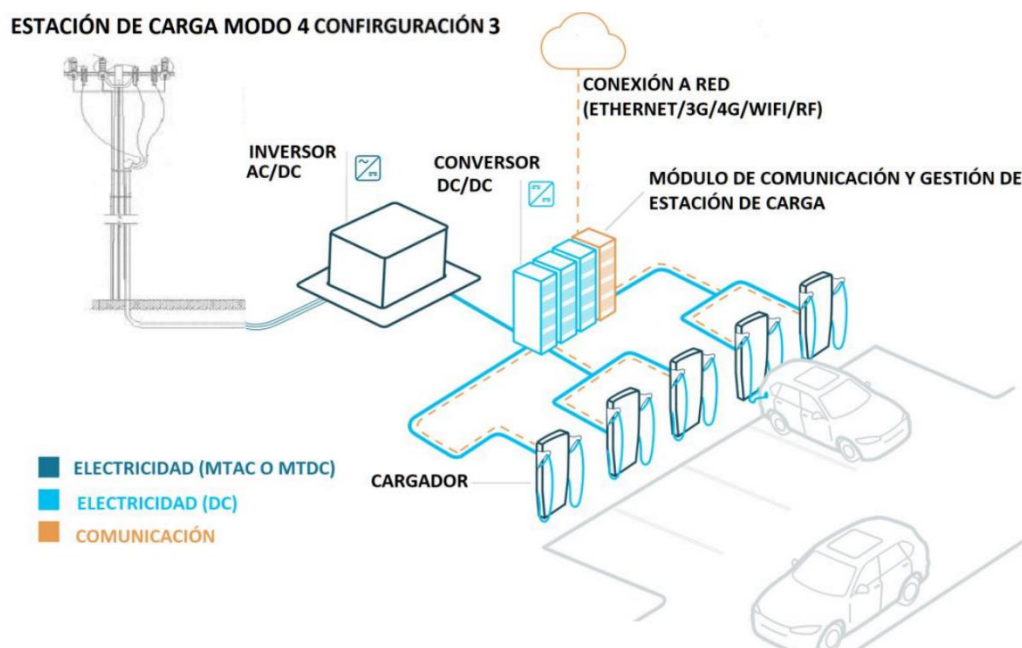 ESTACIÓN DE CARGA MODO 4 CONFIRGURACIÓN 3
CONEXIÓN A RED
(ETHERNET/3G/4G/WIFI/RF)
INVERSOR
AC/DC
CONVERSOR
DC/DC
MÓDULO DE COMUNICACIÓN Y GESTIÓN DE
ESTACIÓN DE CARGA
CARGADOR
ELECTRICIDAD (MTAC O MTDC)
ELECTRICIDAD (DC)
COMUNICACIÓN